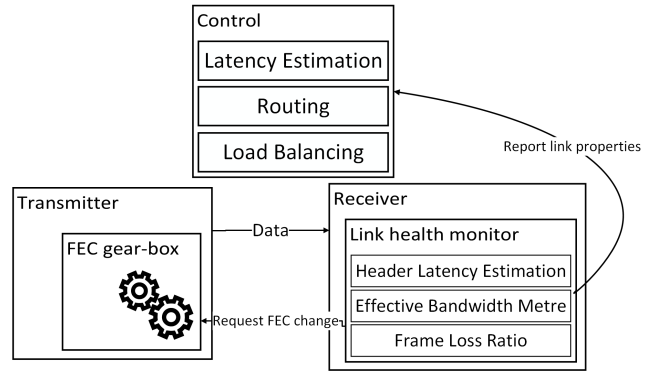 Control
Latency Estimation
Routing
Load Balancing
Report link properties
Transmitter
FEC gear-box
Data
Request FEC change
Receiver
Link health monitor
Header Latency Estimation
Effective Bandwidth Metre
Frame Loss Ratio